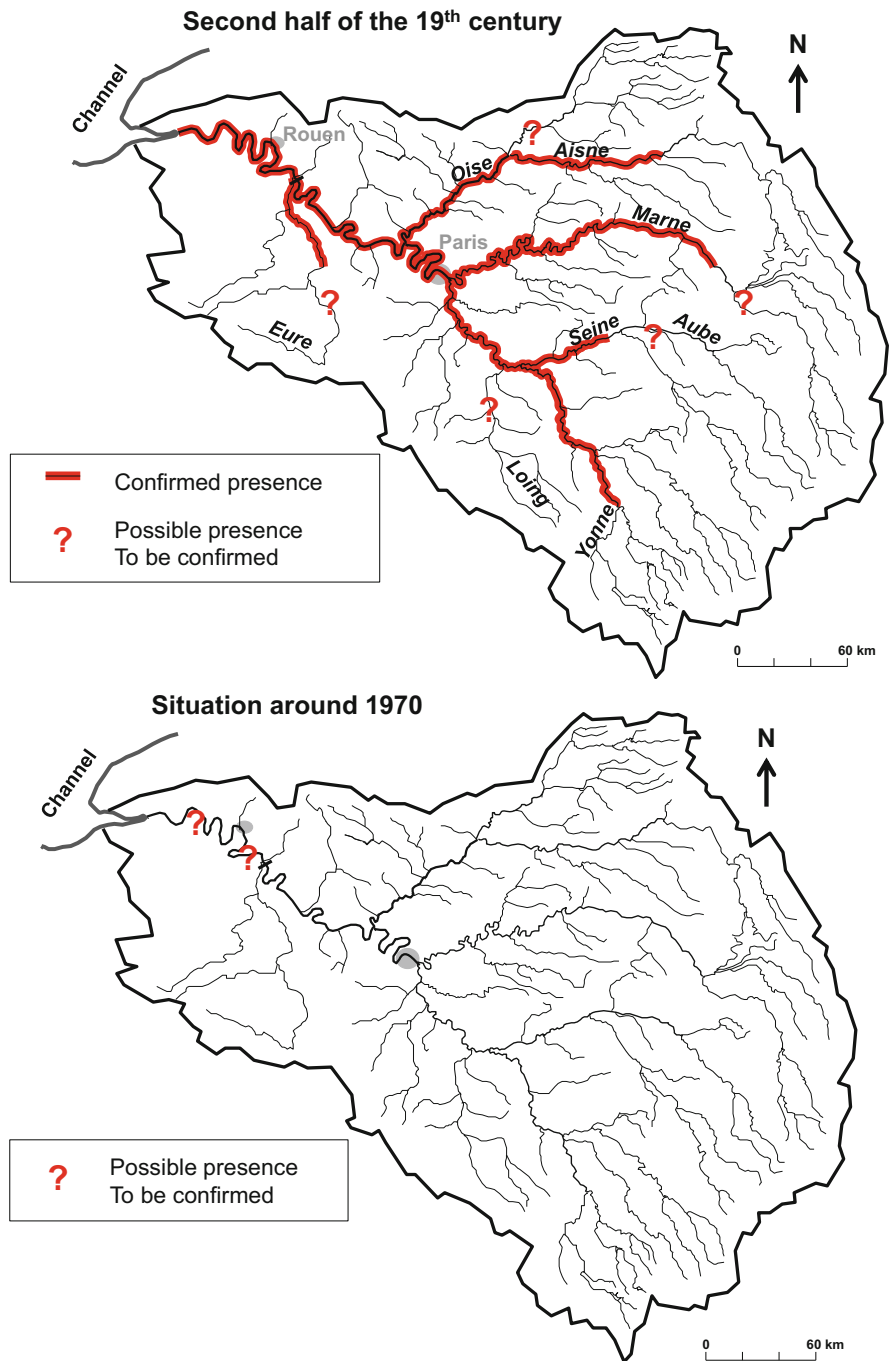 Second half of the 19th century
N
Channel
Rouen
?
Oise
Aisne
Marne
Paris
?
?
Eure
Seine
?
Aube
?
Loing
Yonne
Confirmed presence
? Possible presence
To be confirmed
0 60 km
Situation around 1970
N
Channel
?
?
? Possible presence
To be confirmed
0 60 km